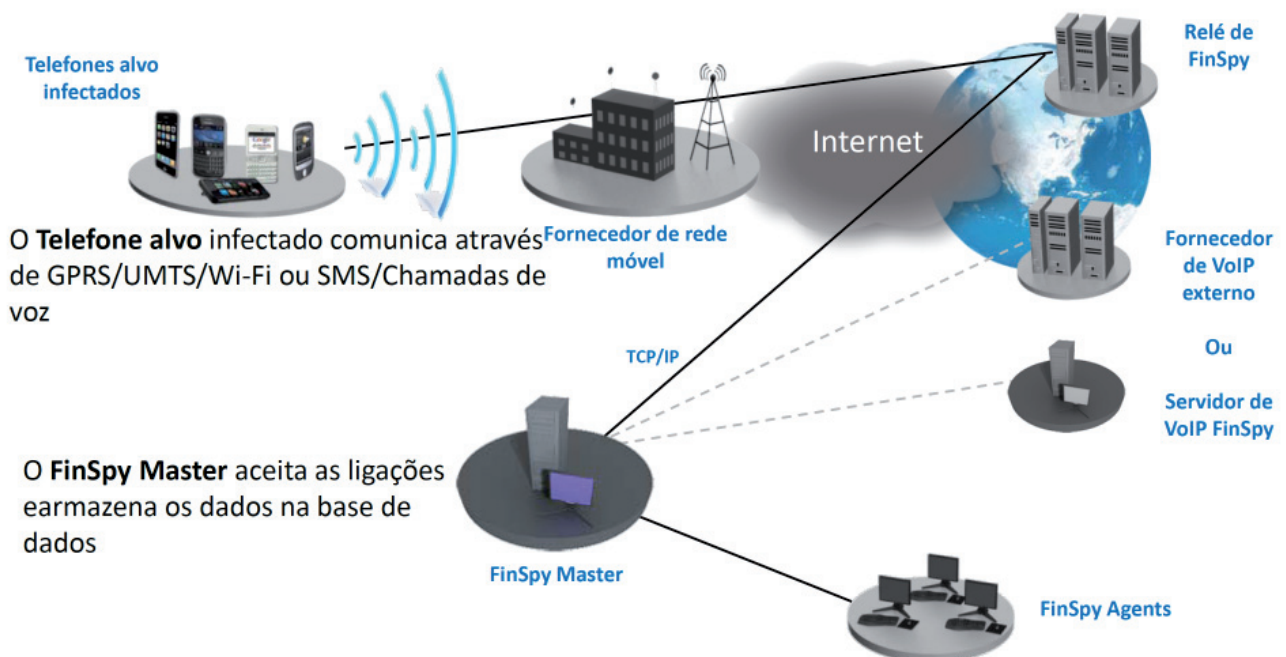 Telefones alvo
infectados
Relé de
FinSpy
Internet
O Telefone alvo infectado comunica através
de GPRS/UMTS/Wi-Fi ou SMS/Chamadas de
voz
Fornecedor de rede
móvel
Fornecedor
de VoIP
externo
Ou
Servidor de
VoIP FinSpy
TCP/IP
O FinSpy Master aceita as ligações
earmazena os dados na base de
dados
FinSpy Master
FinSpy Agents